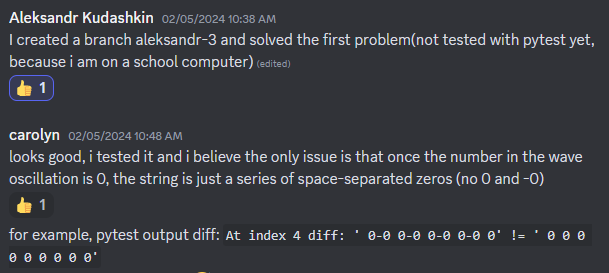 Aleksandr Kudashkin 02/05/2024 10:38 AM
I created a branch aleksandr-3 and solved the first problem(not tested with pytest yet,
because i am on a school computer) (edited)
👍 1
carolyn 02/05/2024 10:48 AM
looks good, i tested it and i believe the only issue is that once the number in the wave
oscillation is 0, the string is just a series of space-separated zeros (no 0 and -0)
👍 1
for example, pytest output diff: At index 4 diff: ' 0-0 0-0 0-0 0-0 0' != ' 0 0 0
0 0 0 0 0 0'